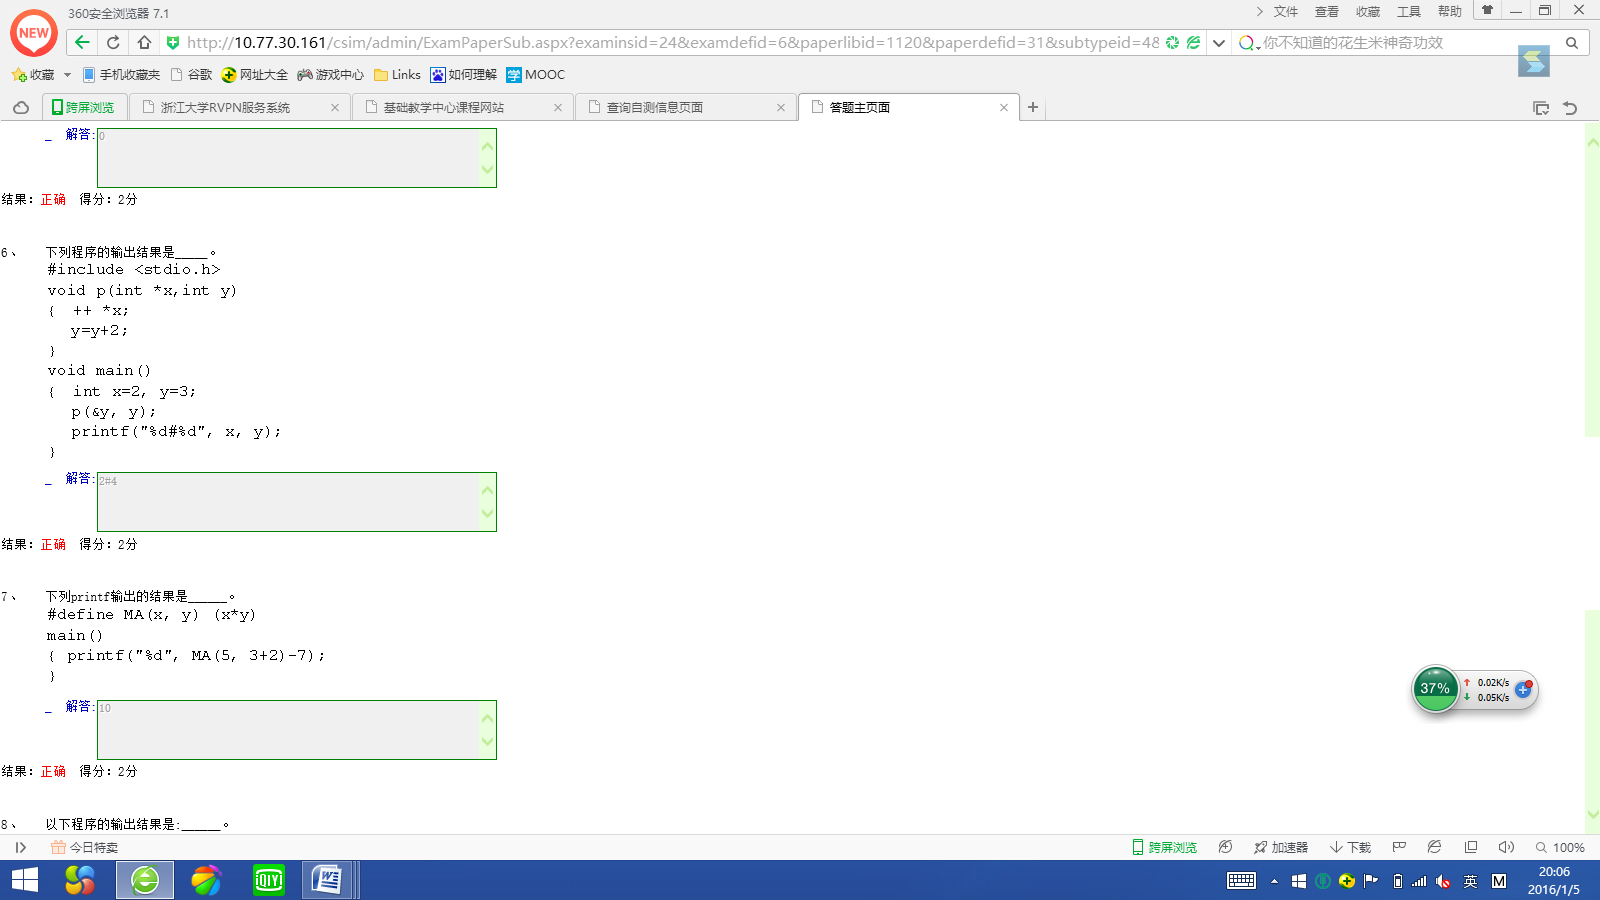 360安全浏览器 7.1
文件 查看 收藏 工具 帮助
NEW
http://10.77.30.161/csim/admin/ExamPaperSub.aspx?examinsid=24&examdefid=6&paperlibid=1120&paperdefid=31&subtypeid=4&
你不知道的花生米神奇功效
收藏 手机收藏夹 谷歌 网址大全 游戏中心 Links 如何理解 学 MOOC
跨屏浏览 浙江大学RVPN服务系统 基础教学中心课程网站 查询自测信息页面 答题主页面
_ 解答: 0
结果：正确 得分：2分
6、 下列程序的输出结果是_____。
#include <stdio.h>
void p(int *x,int y)
{ ++ *x;
y=y+2;
}
void main()
{ int x=2, y=3;
p(&y, y);
printf("%d#%d", x, y);
}
_ 解答: 2#4
结果：正确 得分：2分
7、 下列printf输出的结果是______。
#define MA(x, y) (x*y)
main()
{ printf("%d", MA(5, 3+2)-7);
}
_ 解答: 10
结果：正确 得分：2分
37% 0.02K/s
0.05K/s
8、 以下程序的输出结果是:______。
今日特卖 跨屏浏览 加速器 下载 100%
QIYI 英 M 20:06
2016/1/5